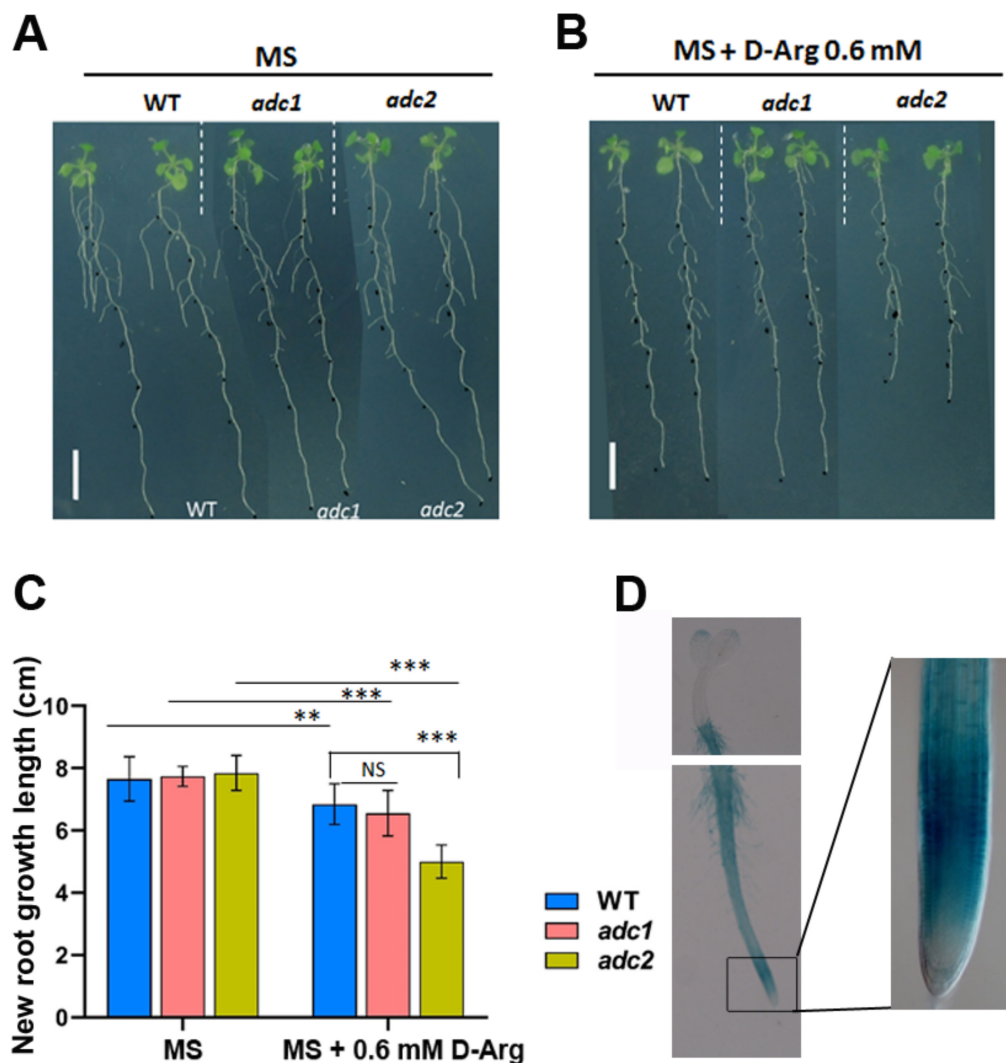 A
MS
WT adc1 adc2
WT adc1 adc2
B
MS + D-Arg 0.6 mM
WT adc1 adc2
C
New root growth length (cm)
10
8
6
4
2
0
***
***
**
***
NS
MS
MS + 0.6 mM D-Arg
WT
adc1
adc2
D